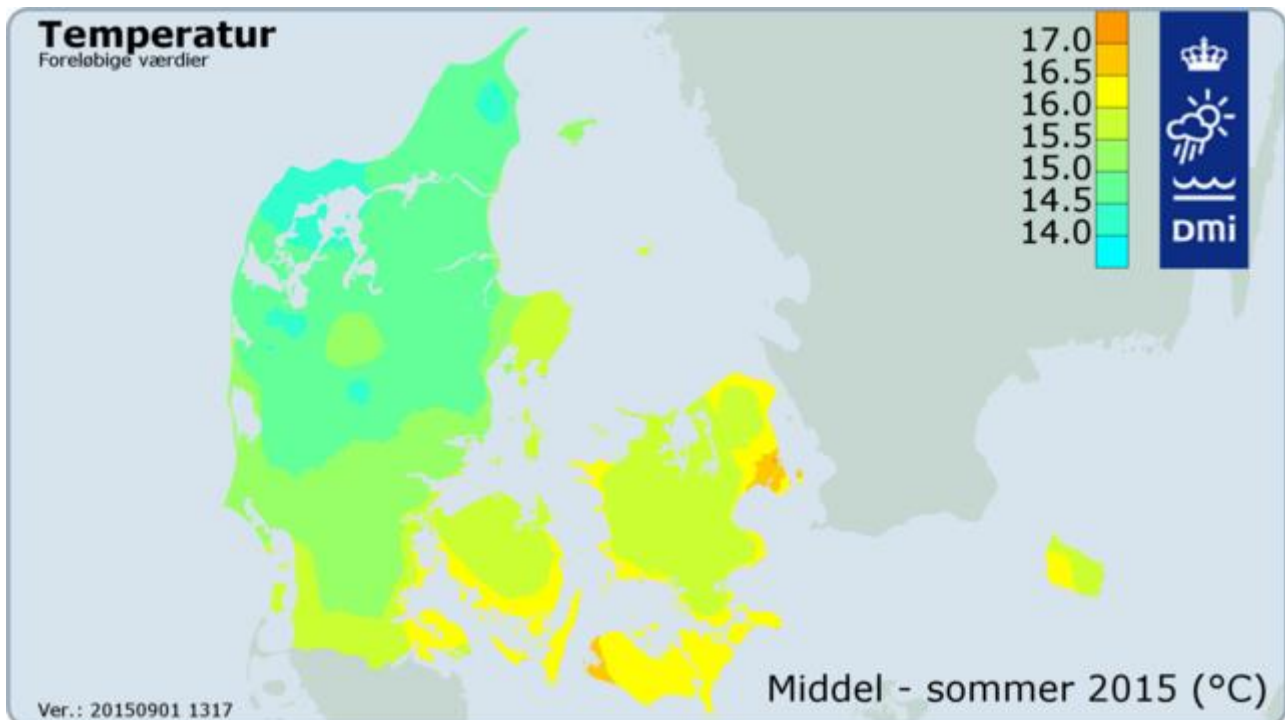 Temperatur
Foreløbige værdier
17.0
16.5
16.0
15.5
15.0
14.5
14.0
DMi
Middel - sommer 2015 (°C)
Ver.: 20150901 1317